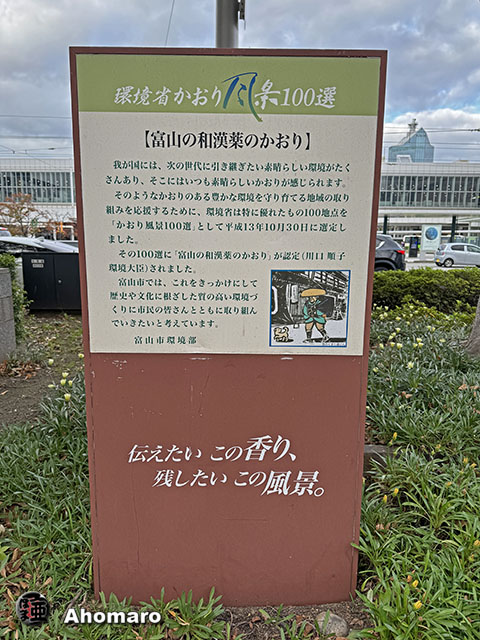 環境省かおり風景100選
【富山の和漢薬のかおり】
我が国には、次の世代に引き継ぎたい素晴らしい環境がたく
さんあり、そこにはいつも素晴らしいかおりが感じられます。
そのようなかおりのある豊かな環境を守り育てる地域の取り
組みを応援するために、環境省は特に優れたもの100地点を
「かおり風景100選」として平成13年10月30日に選定し
ました。
その100選に「富山の和漢薬のかおり」が認定（川口 順子
環境大臣）されました。
富山市では、これをきっかけにして
歴史や文化に根ざした質の高い環境づ
くりに市民の皆さんとともに取り組ん
でいきたいと考えています。
富山市環境部
伝えたい この香り、
残したい この風景。
Ahomaro